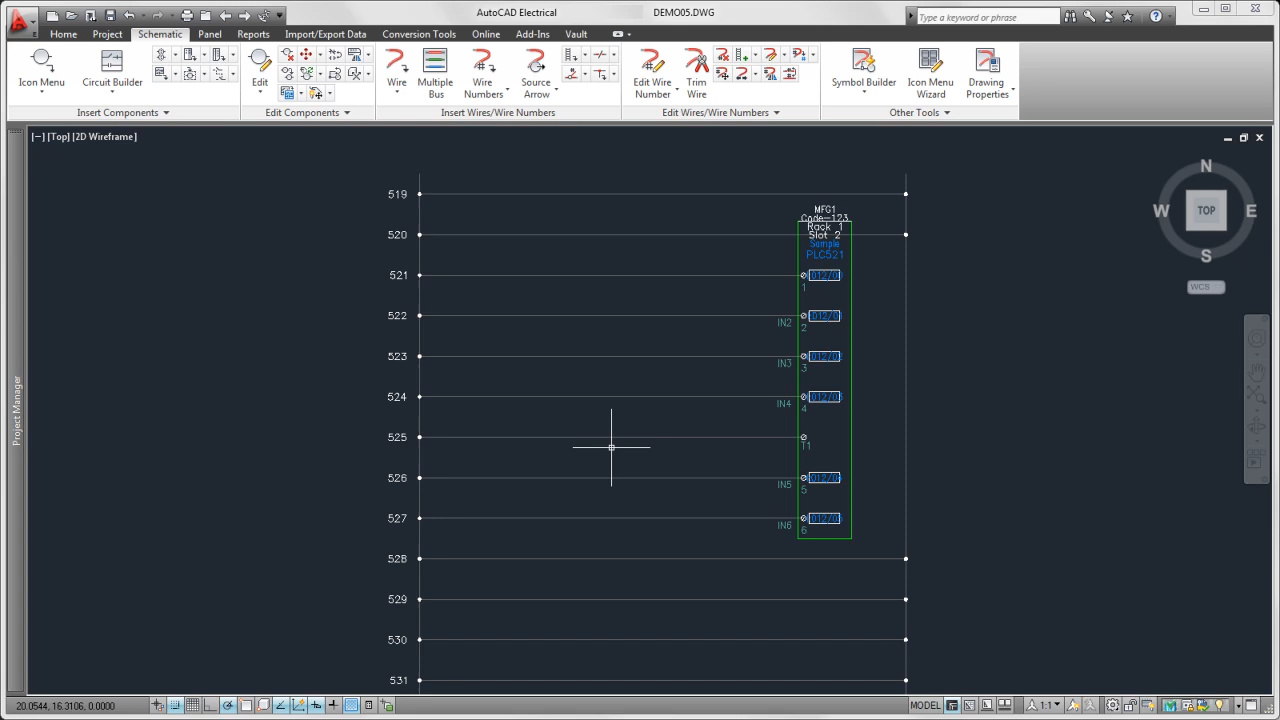 AutoCAD Electrical DEMO05.DWG
Type a keyword or phrase
Home Project Schematic Panel Reports Import/Export Data Conversion Tools Online Add-Ins Vault
Icon Menu
Circuit Builder
Edit
Wire
Multiple
Bus
Wire
Numbers
Source
Arrow
Edit Wire
Number
Trim
Wire
Symbol Builder
Icon Menu
Wizard
Drawing
Properties
Insert Components Edit Components Insert Wires/Wire Numbers Edit Wires/Wire Numbers Other Tools
[−] [Top] [2D Wireframe]
N
W TOP E
S
WCS
Project Manager
519
MFG1
Code-123
Rack 1
520 Slot 2
Sample
PLC521
521
1
522
IN2 2
523
IN3 3
524
IN4 4
525
T1
526
IN5 5
527
IN6 6
528
529
530
531
20.0544, 16.3106, 0.0000 MODEL 1:1